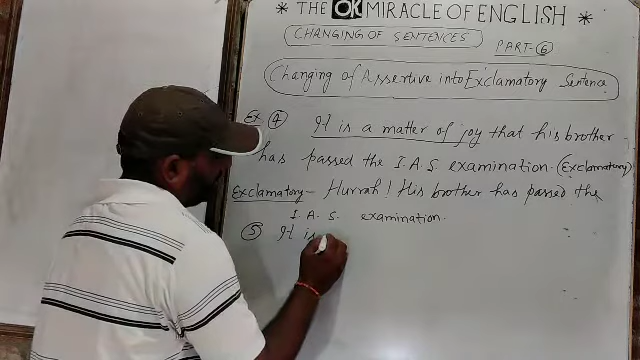 * THE OK MIRACLE OF ENGLISH *
CHANGING OF SENTENCES
PART-6
Changing of Assertive into Exclamatory Sentence
Ex 4 It is a matter of joy that his brother
has passed the I.A.S examination. (Exclamatory)
Exclamatory - Hurrah! His brother has passed the
I. A. S. examination.
5 It is